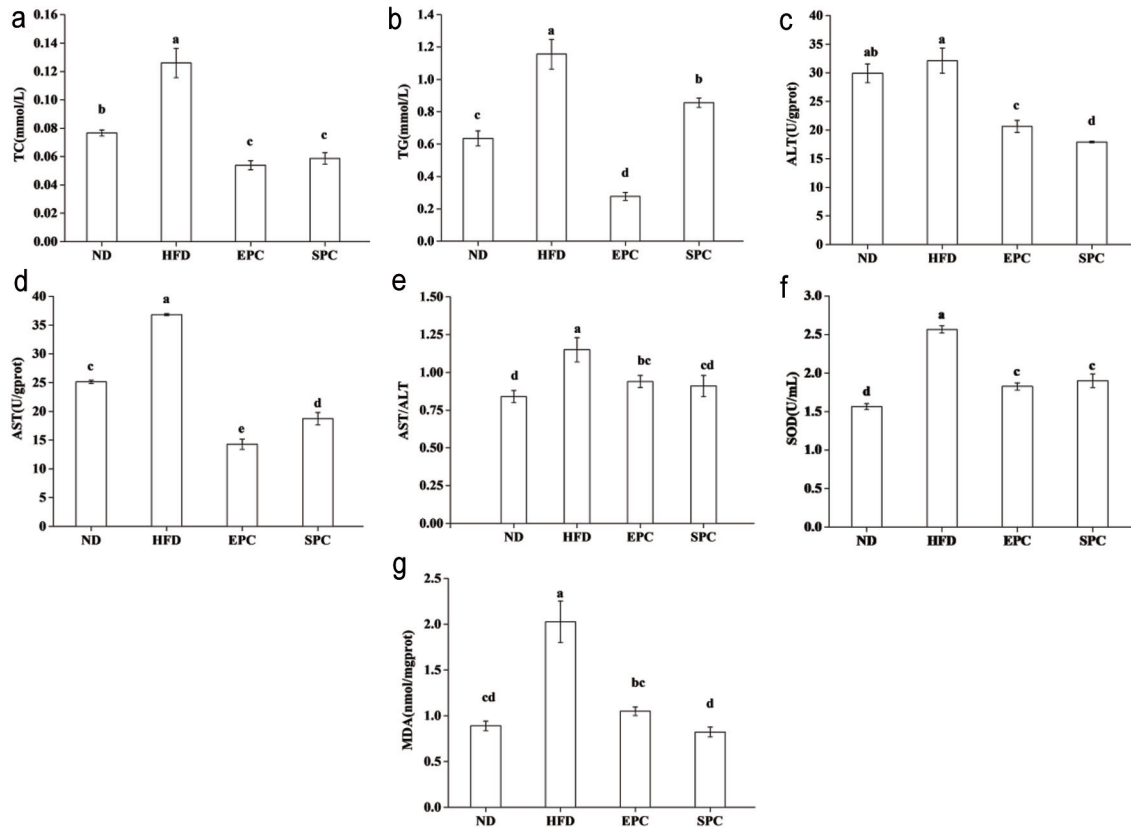 a
TC(mmol/L)
0.16
0.14
0.12
0.10
0.08
0.06
0.04
0.02
0.00
b
a
c
c
ND HFD EPC SPC
b
TG(mmol/L)
1.4
1.2
1.0
0.8
0.6
0.4
0.2
0.0
c
a
d
b
ND HFD EPC SPC
c
ALT(U/gprot)
40
35
30
25
20
15
10
5
0
ab
a
c
d
ND HFD EPC SPC
d
AST(U/gprot)
40
35
30
25
20
15
10
5
0
c
a
e
d
ND HFD EPC SPC
e
AST/ALT
1.50
1.25
1.00
0.75
0.50
0.25
0.00
d
a
bc
cd
ND HFD EPC SPC
f
SOD(U/mL)
3.0
2.5
2.0
1.5
1.0
0.5
0.0
d
a
c
c
ND HFD EPC SPC
g
MDA(nmol/mgprot)
2.5
2.0
1.5
1.0
0.5
0.0
cd
a
bc
d
ND HFD EPC SPC